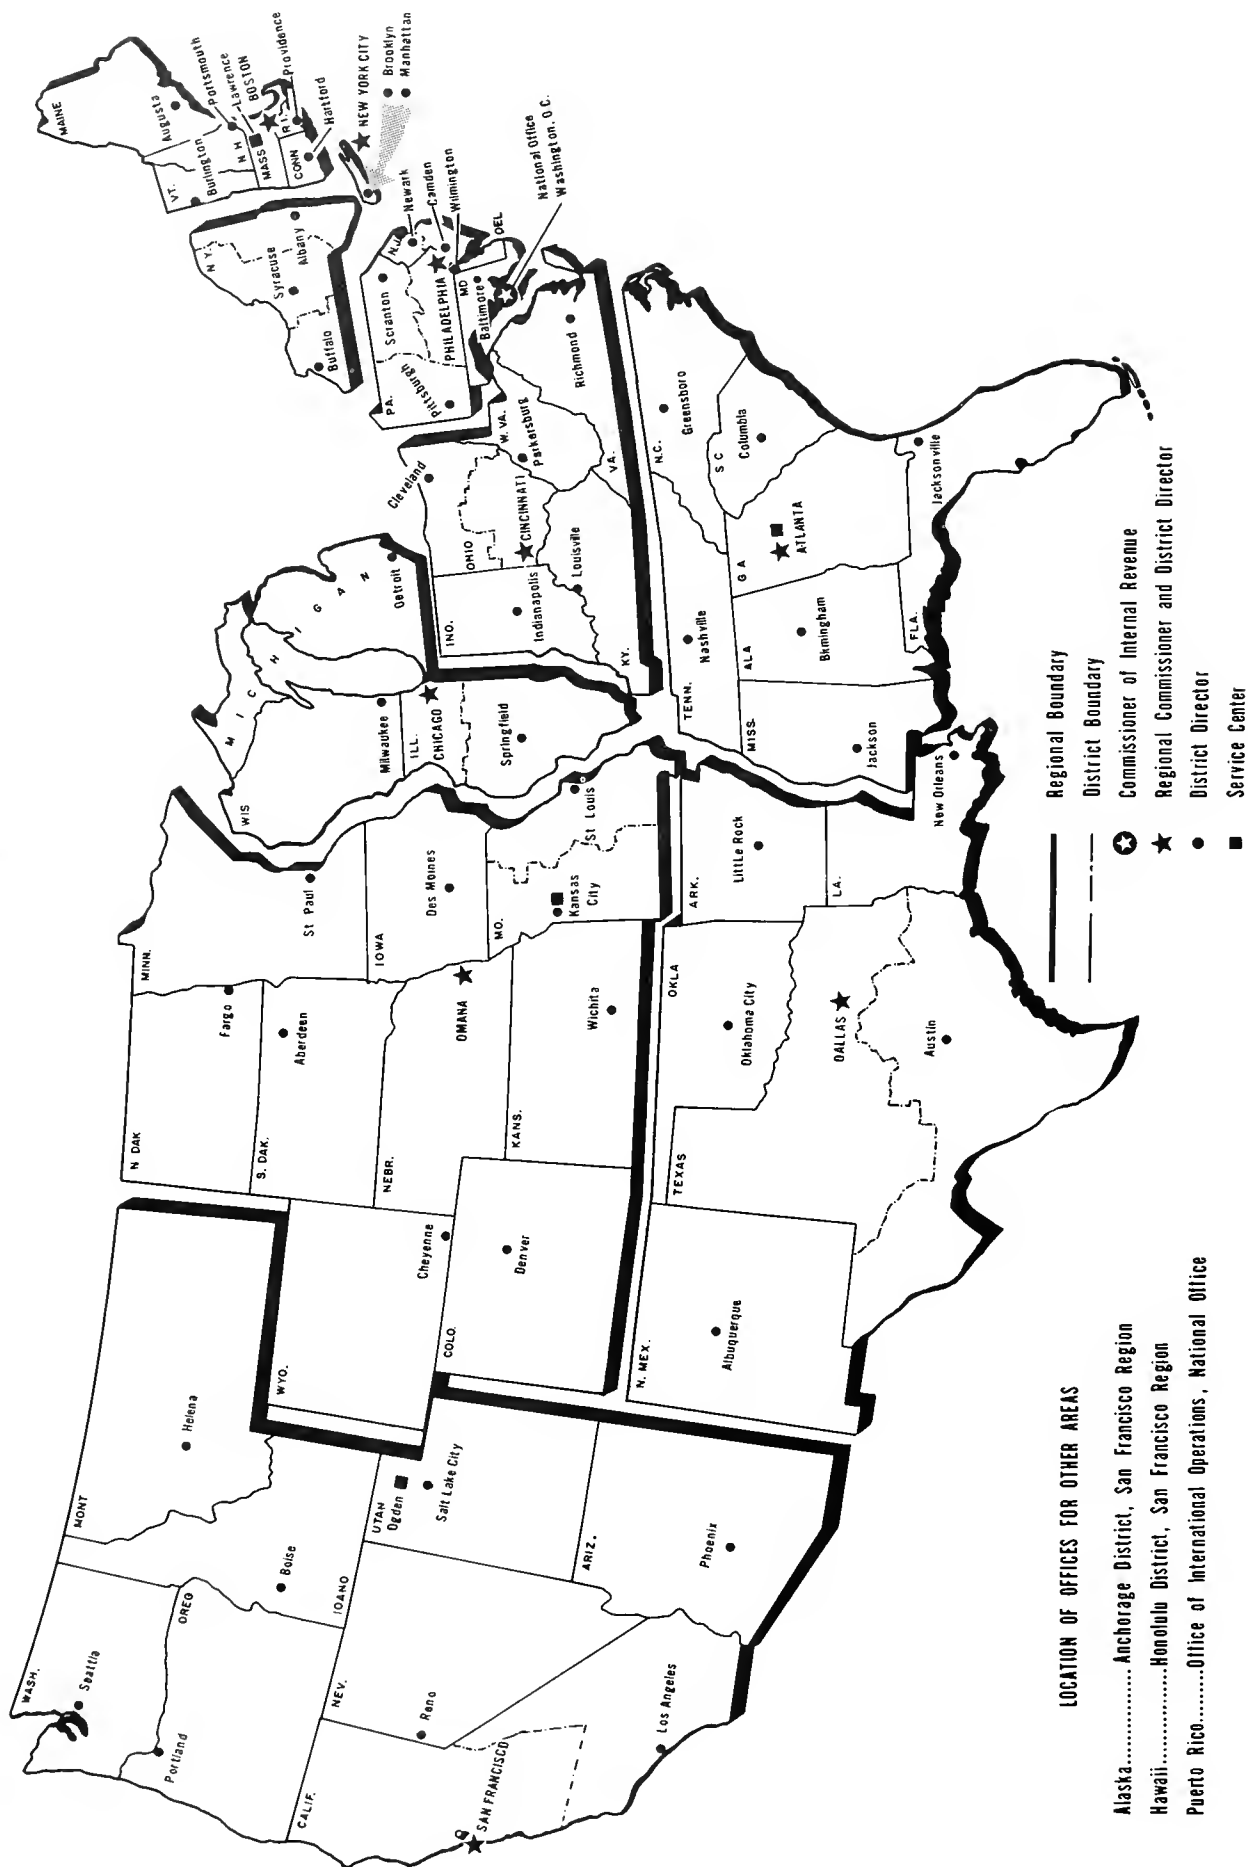 WASH.
Seattle
Portland
OREG
MONT
Helena
Boise
IDAHO
NEV.
Reno
CALIF.
SAN FRANCISCO
Los Angeles
UTAH
Ogden
Salt Lake City
ARIZ.
Phoenix
WYO.
Cheyenne
COLO.
Denver
N. MEX.
Albuquerque
N DAK
Fargo
S. DAK.
Aberdeen
NEBR.
OMANA
KANS.
Wichita
OKLA
Oklahoma City
TEXAS
DALLAS
Austin
MINN.
St Paul
IOWA
Des Moines
MO.
Kansas
City
St Louis
ARK.
Little Rock
LA.
New Orleans
WIS
Milwaukee
MICHIGAN
Detroit
ILL.
CHICAGO
Springfield
IND.
Indianapolis
OHIO
Cleveland
CINCINNATI
KY.
Louisville
W. VA.
Parkersburg
VA.
Richmond
TENN.
Nashville
N.C.
Greensboro
S C
Columbia
MISS.
Jackson
ALA
Birmingham
GA
ATLANTA
FLA.
Jacksonville
MAINE
Augusta
VT.
Burlington
N H
Portsmouth
Lawrence
MASS
BOSTON
R I
Providence
CONN
Hartford
N Y.
Syracuse
Albany
Buffalo
NEW YORK CITY
Brooklyn
Manhattan
PA.
Scranton
Pittsburgh
PHILADELPHIA
N.J.
Newark
Camden
Wilmington
DEL
MD
Baltimore
National Office
Washington, D.C.
LOCATION OF OFFICES FOR OTHER AREAS
Alaska.............. Anchorage District, San Francisco Region
Hawaii..............Honolulu District, San Francisco Region
Puerto Rico........Office of International Operations, National Office
Regional Boundary
District Boundary
Commissioner of Internal Revenue
Regional Commissioner and District Director
District Director
Service Center